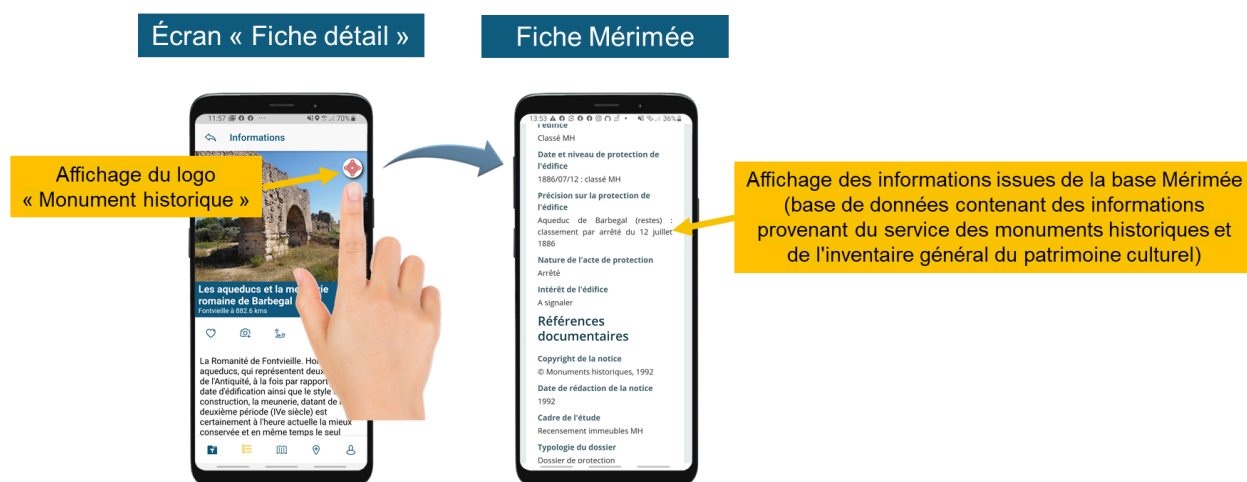 Écran « Fiche détail »
Fiche Mérimée
Affichage du logo
« Monument historique »
11:57
70%
Informations
Les aqueducs et la
romaine de Barbegal
Fontvieille à 882.6 kms
La Romanité de Fontvieille.
aqueducs, qui représentent
de l'Antiquité, à la fois par rapport
date d'édification ainsi que le style
construction, la meunerie, datant de
deuxième période (IVe siècle) est
certainement à l'heure actuelle la mieux
conservée et en même temps le seul
13:53
36%
l'édifice
Classé MH
Date et niveau de protection de
l'édifice
1886/07/12 : classé MH
Précision sur la protection de
l'édifice
Aqueduc de Barbegal (restes) :
classement par arrêté du 12 juillet
1886
Nature de l'acte de protection
Arrêté
Intérêt de l'édifice
A signaler
Références
documentaires
Copyright de la notice
© Monuments historiques, 1992
Date de rédaction de la notice
1992
Cadre de l'étude
Recensement immeubles MH
Typologie du dossier
Dossier de protection
Affichage des informations issues de la base Mérimée
(base de données contenant des informations
provenant du service des monuments historiques et
de l'inventaire général du patrimoine culturel)